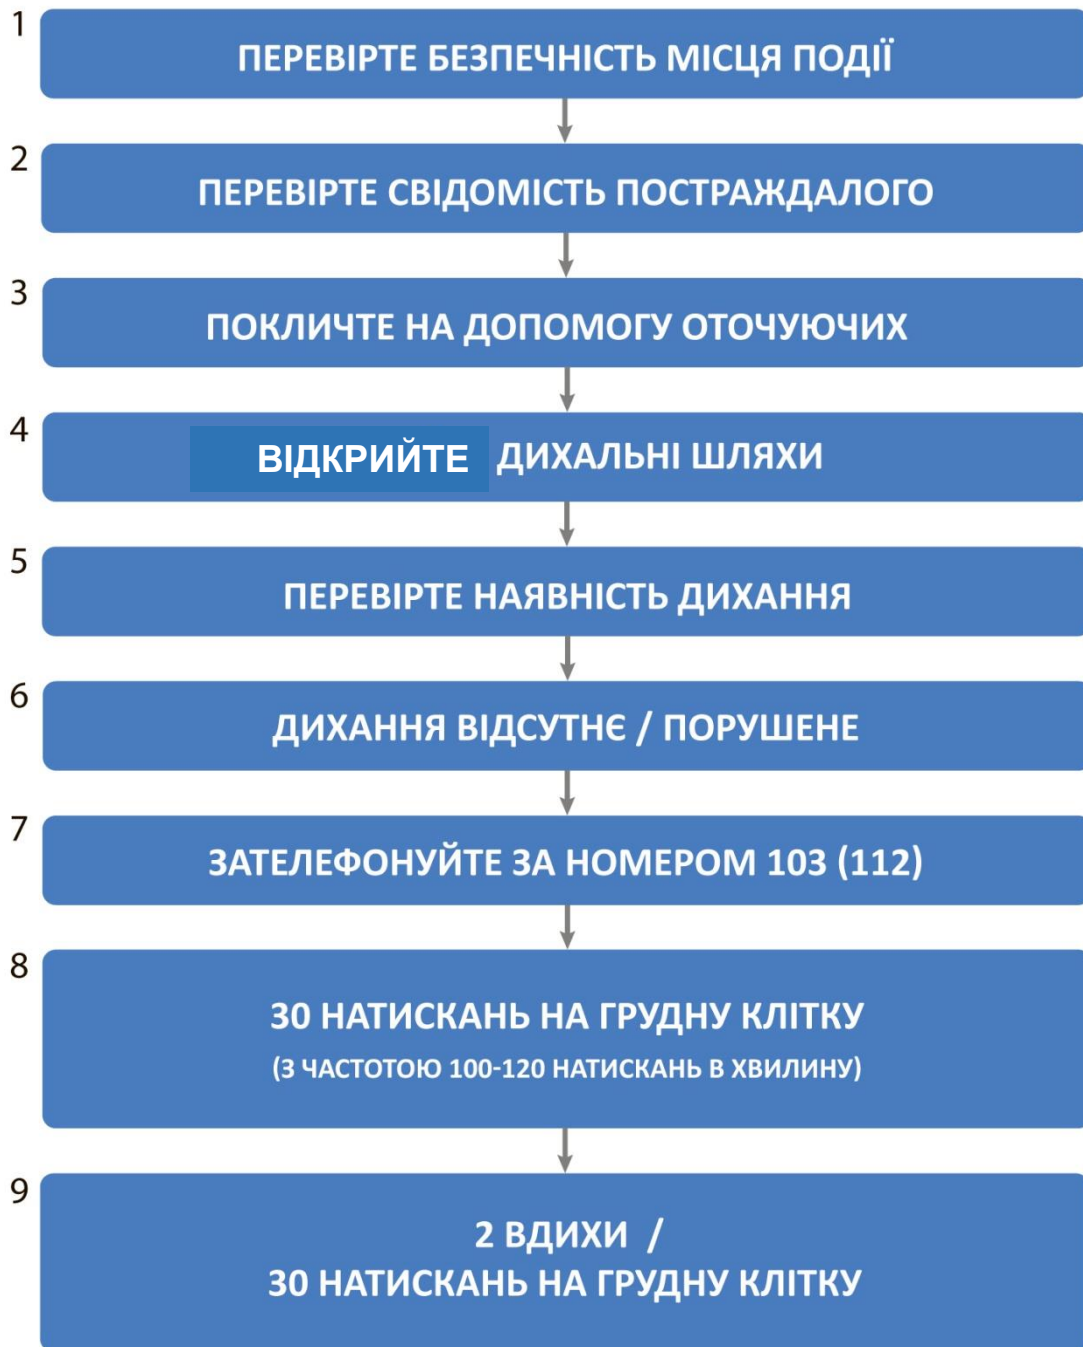 1
ПЕРЕВІРТЕ БЕЗПЕЧНІСТЬ МІСЦЯ ПОДІЇ
2
ПЕРЕВІРТЕ СВІДОМІСТЬ ПОСТРАЖДАЛОГО
3
ПОКЛИЧТЕ НА ДОПОМОГУ ОТОЧУЮЧИХ
4
ВІДКРИЙТЕ ДИХАЛЬНІ ШЛЯХИ
5
ПЕРЕВІРТЕ НАЯВНІСТЬ ДИХАННЯ
6
ДИХАННЯ ВІДСУТНЄ / ПОРУШЕНЕ
7
ЗАТЕЛЕФОНУЙТЕ ЗА НОМЕРОМ 103 (112)
8
30 НАТИСКАНЬ НА ГРУДНУ КЛІТКУ
(З ЧАСТОТОЮ 100-120 НАТИСКАНЬ В ХВИЛИНУ)
9
2 ВДИХИ /
30 НАТИСКАНЬ НА ГРУДНУ КЛІТКУ